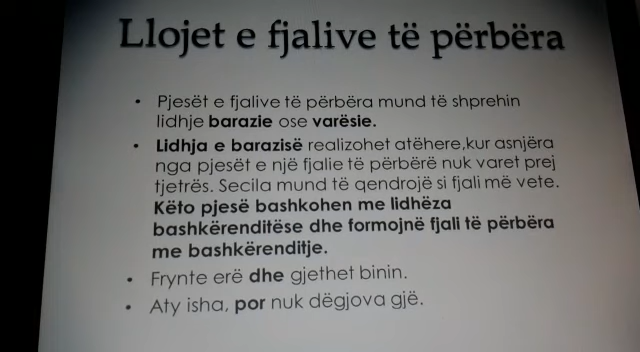 Llojet e fjalive të përbëra
• Pjesët e fjalive të përbëra mund të shprehin
lidhje barazie ose varësie.
• Lidhja e barazisë realizohet atëhere,kur asnjëra
nga pjesët e një fjalie të përbërë nuk varet prej
tjetrës. Secila mund të qendrojë si fjali më vete.
Këto pjesë bashkohen me lidhëza
bashkërenditëse dhe formojnë fjali të përbëra
me bashkërenditje.
• Frynte erë dhe gjethet binin.
• Aty isha, por nuk dëgjova gjë.